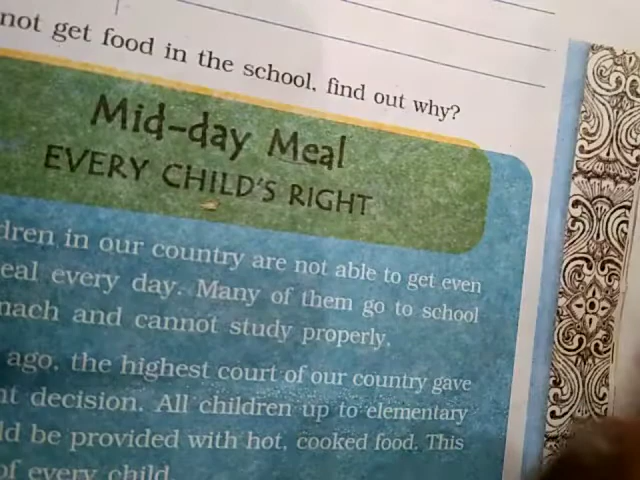 not get food in the school, find out why?
Mid-day Meal
EVERY CHILD'S RIGHT
dren in our country are not able to get even
eal every day. Many of them go to school
mach and cannot study properly.
ago, the highest court of our country gave
nt decision. All children up to elementary
ld be provided with hot, cooked food. This
of every child.